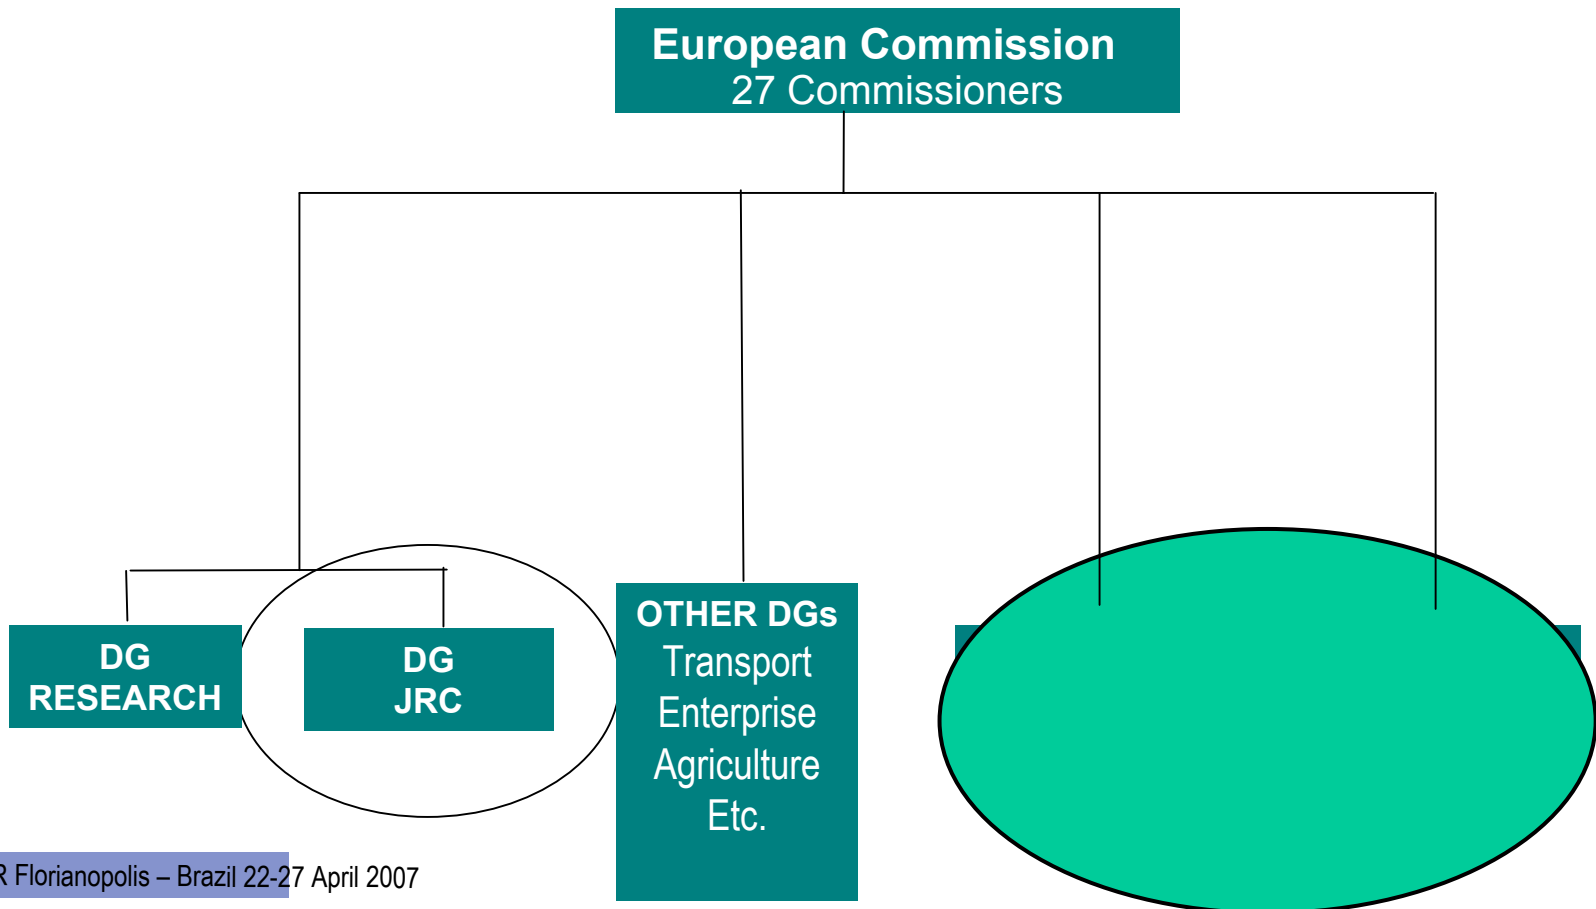 European Commission
27 Commissioners
DG
RESEARCH
DG
JRC
OTHER DGs
Transport
Enterprise
Agriculture
Etc.
R Florianopolis – Brazil 22-27 April 2007